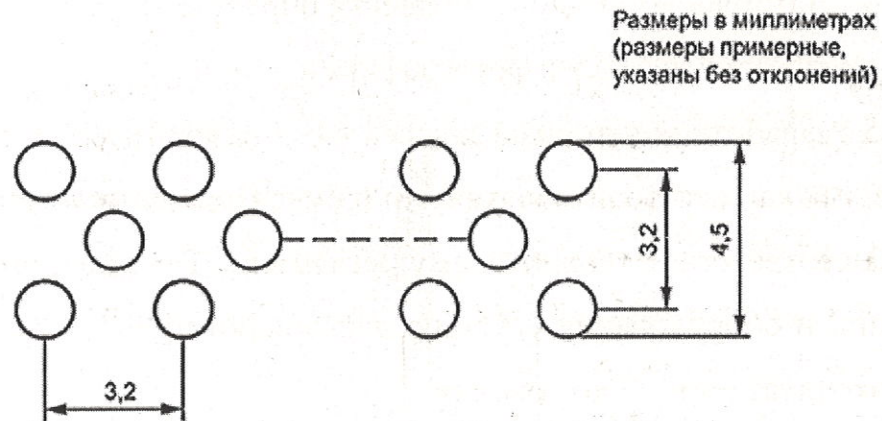 Размеры в миллиметрах
(размеры примерные,
указаны без отклонений)
3,2
4,5
3,2